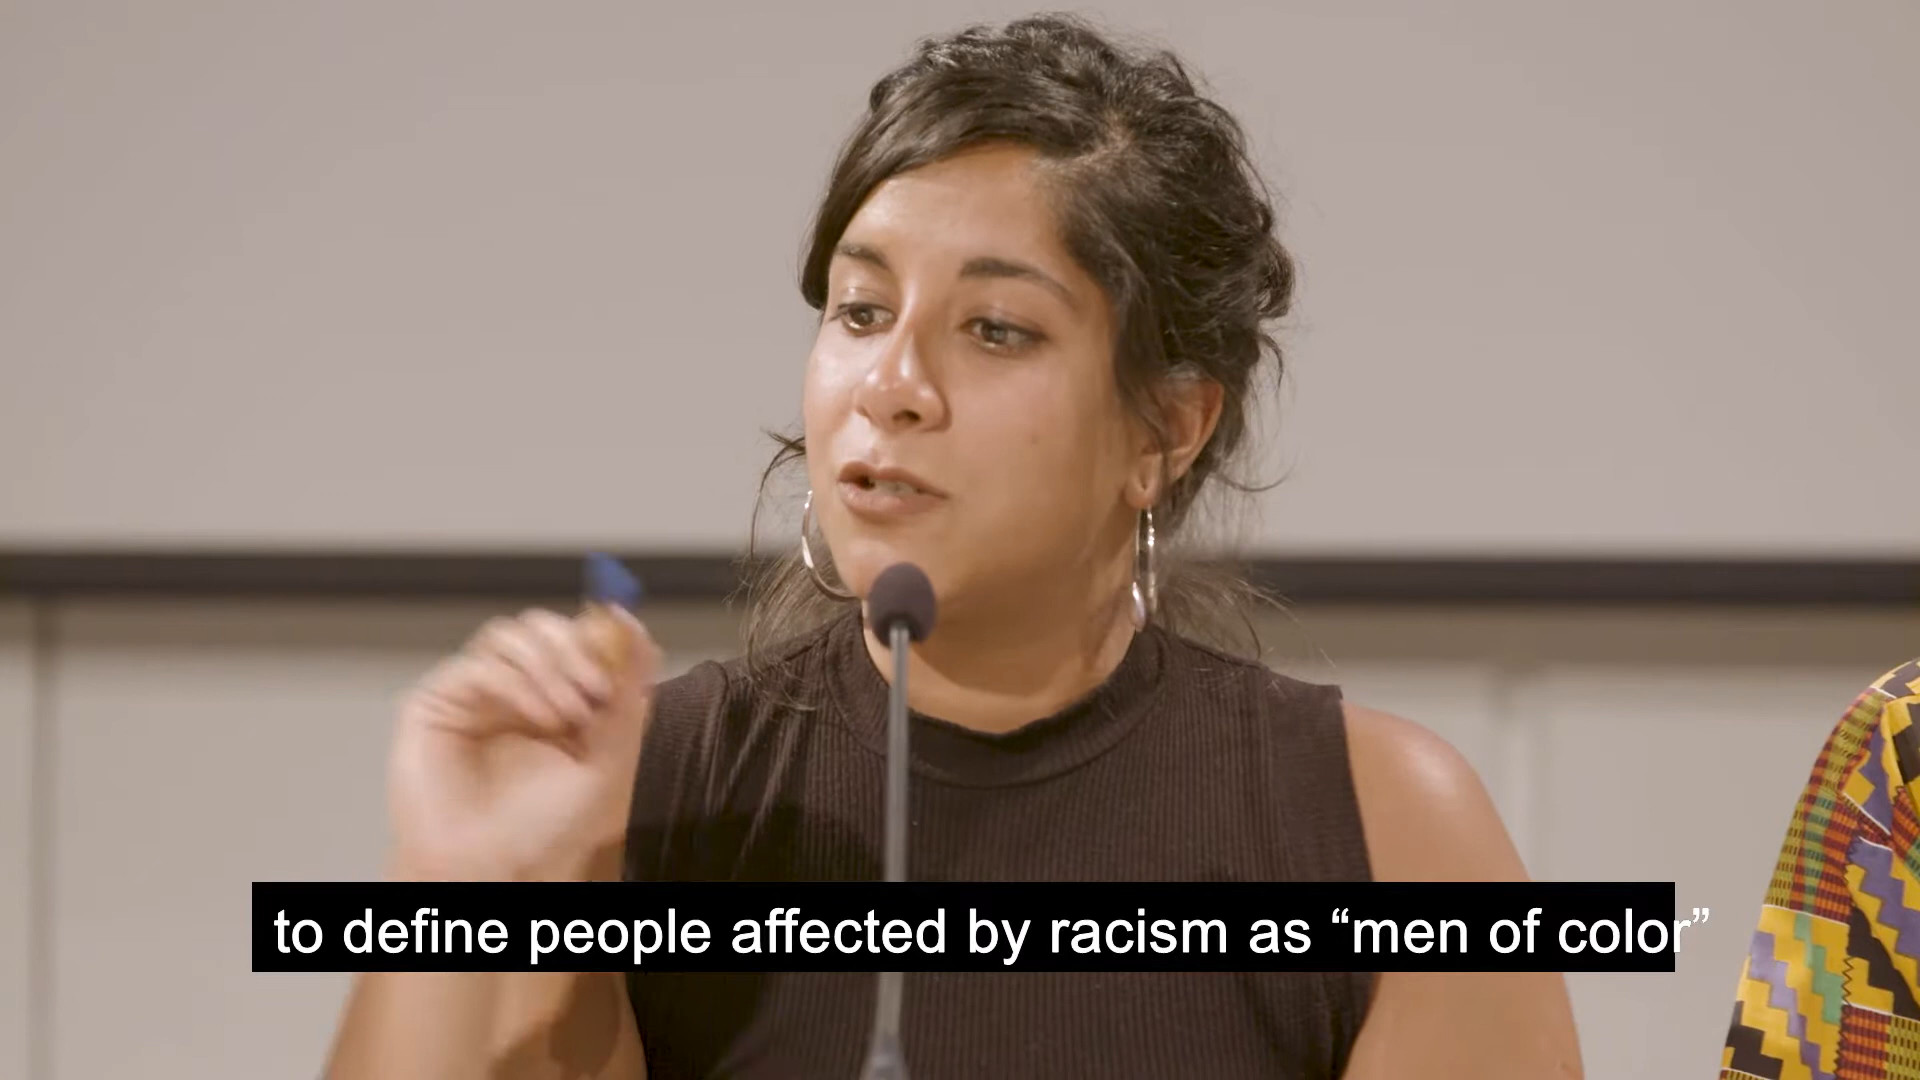 to define people affected by racism as “men of color”